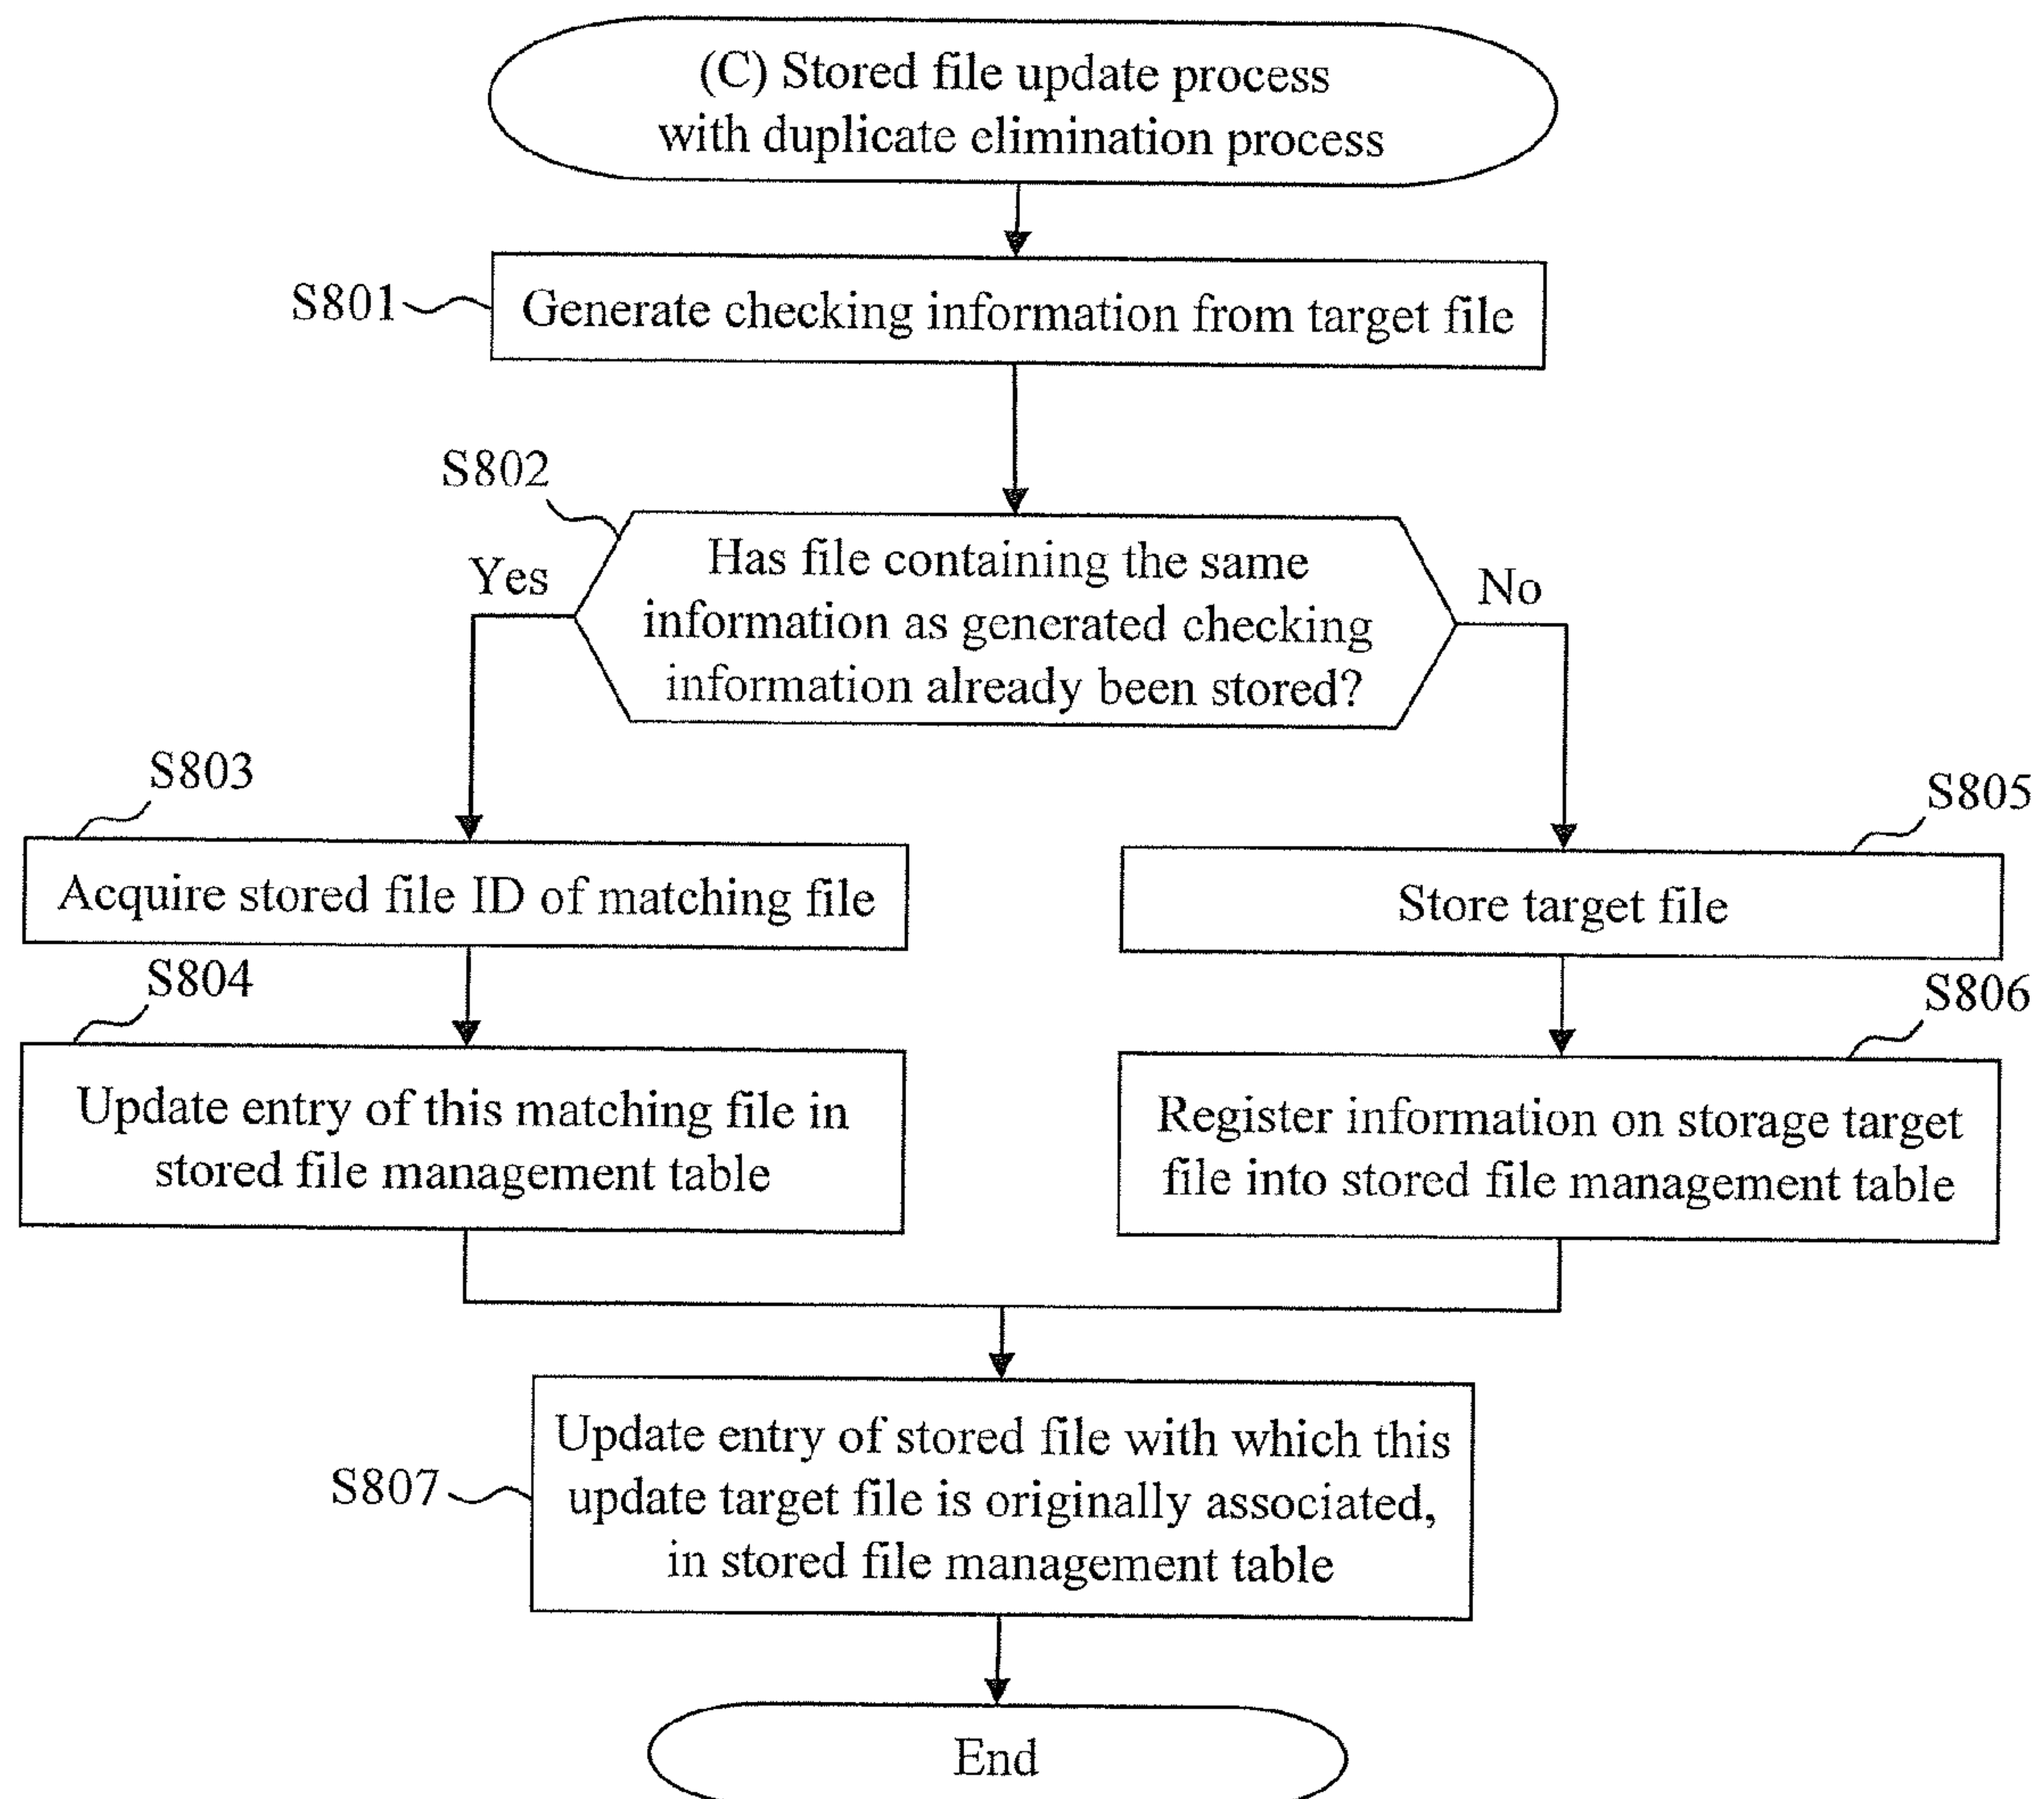 (C) Stored file update process
with duplicate elimination process
S801
Generate checking information from target file
S802
Yes
Has file containing the same
information as generated checking
information already been stored?
No
S803
Acquire stored file ID of matching file
S804
Update entry of this matching file in
stored file management table
S805
Store target file
S806
Register information on storage target
file into stored file management table
S807
Update entry of stored file with which this
update target file is originally associated,
in stored file management table
End